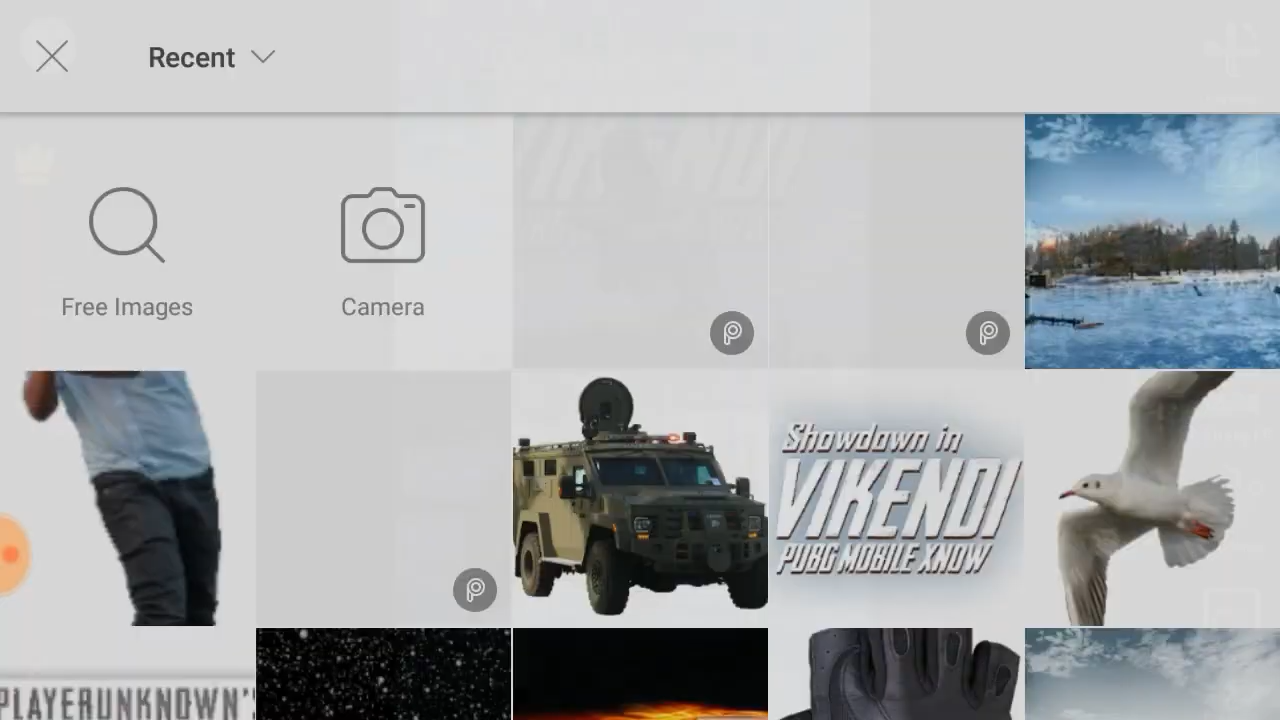 Recent
Free Images
Camera
Showdown in
VIKENDI
PUBG MOBILE XNOW
PLAYERUNKNOWN'S